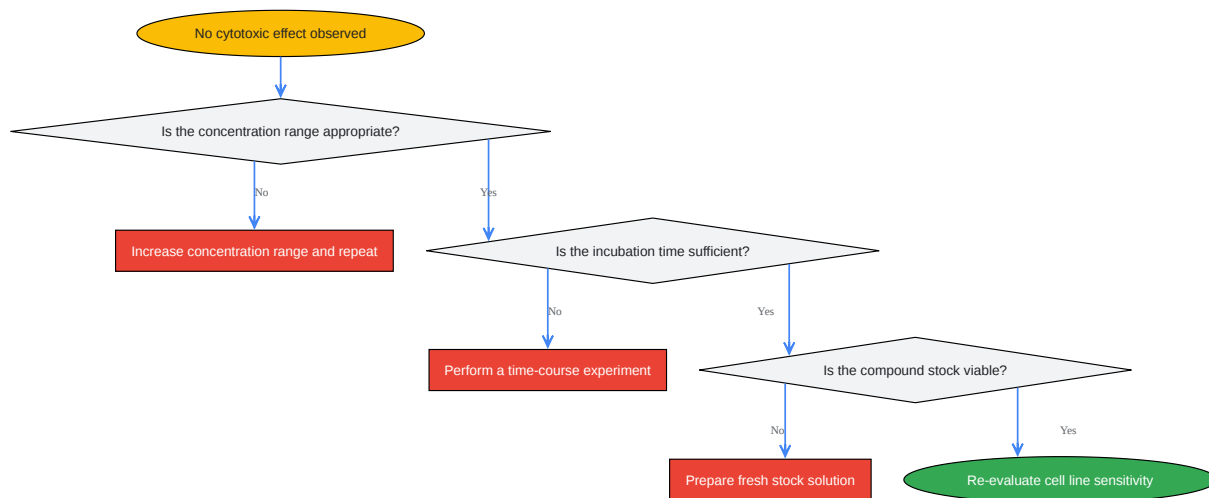 No cytotoxic effect observed
Is the concentration range appropriate?
No
Yes
Increase concentration range and repeat
Is the incubation time sufficient?
No
Yes
Perform a time-course experiment
Is the compound stock viable?
No
Yes
Prepare fresh stock solution
Re-evaluate cell line sensitivity